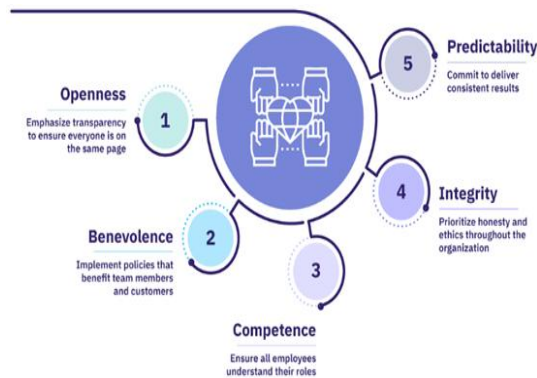 1
Openness
Emphasize transparency
to ensure everyone is on
the same page
2
Benevolence
Implement policies that
benefit team members
and customers
3
Competence
Ensure all employees
understand their roles
4
Integrity
Prioritize honesty and
ethics throughout the
organization
5
Predictability
Commit to deliver
consistent results